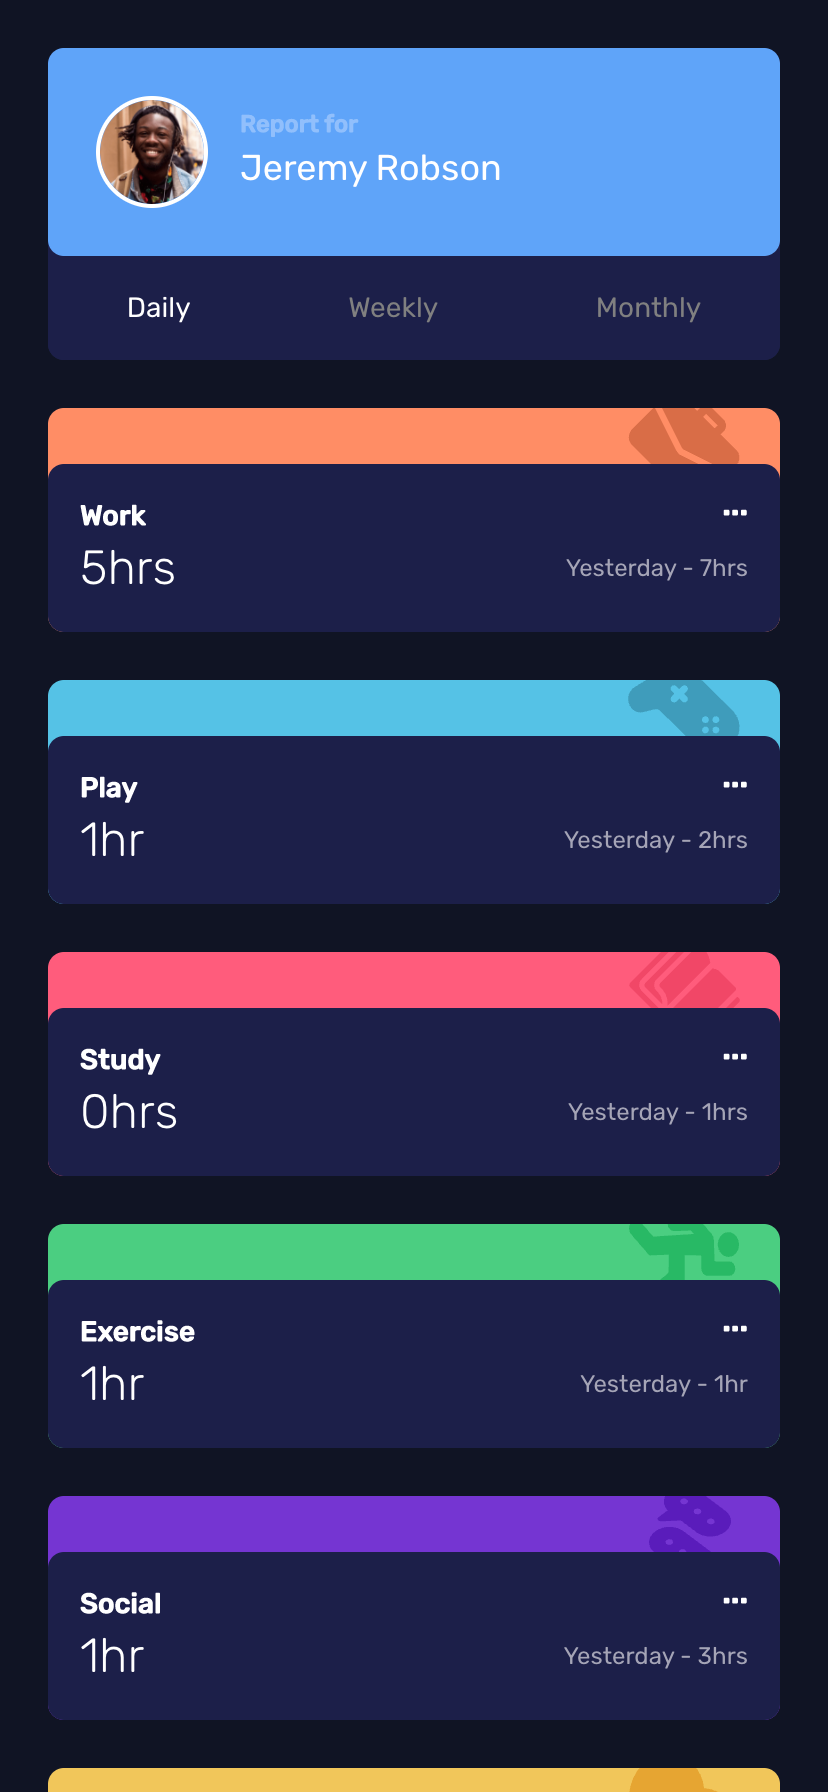 Report for
Jeremy Robson
Daily Weekly Monthly
Work
5hrs Yesterday - 7hrs
Play
1hr Yesterday - 2hrs
Study
0hrs Yesterday - 1hrs
Exercise
1hr Yesterday - 1hr
Social
1hr Yesterday - 3hrs